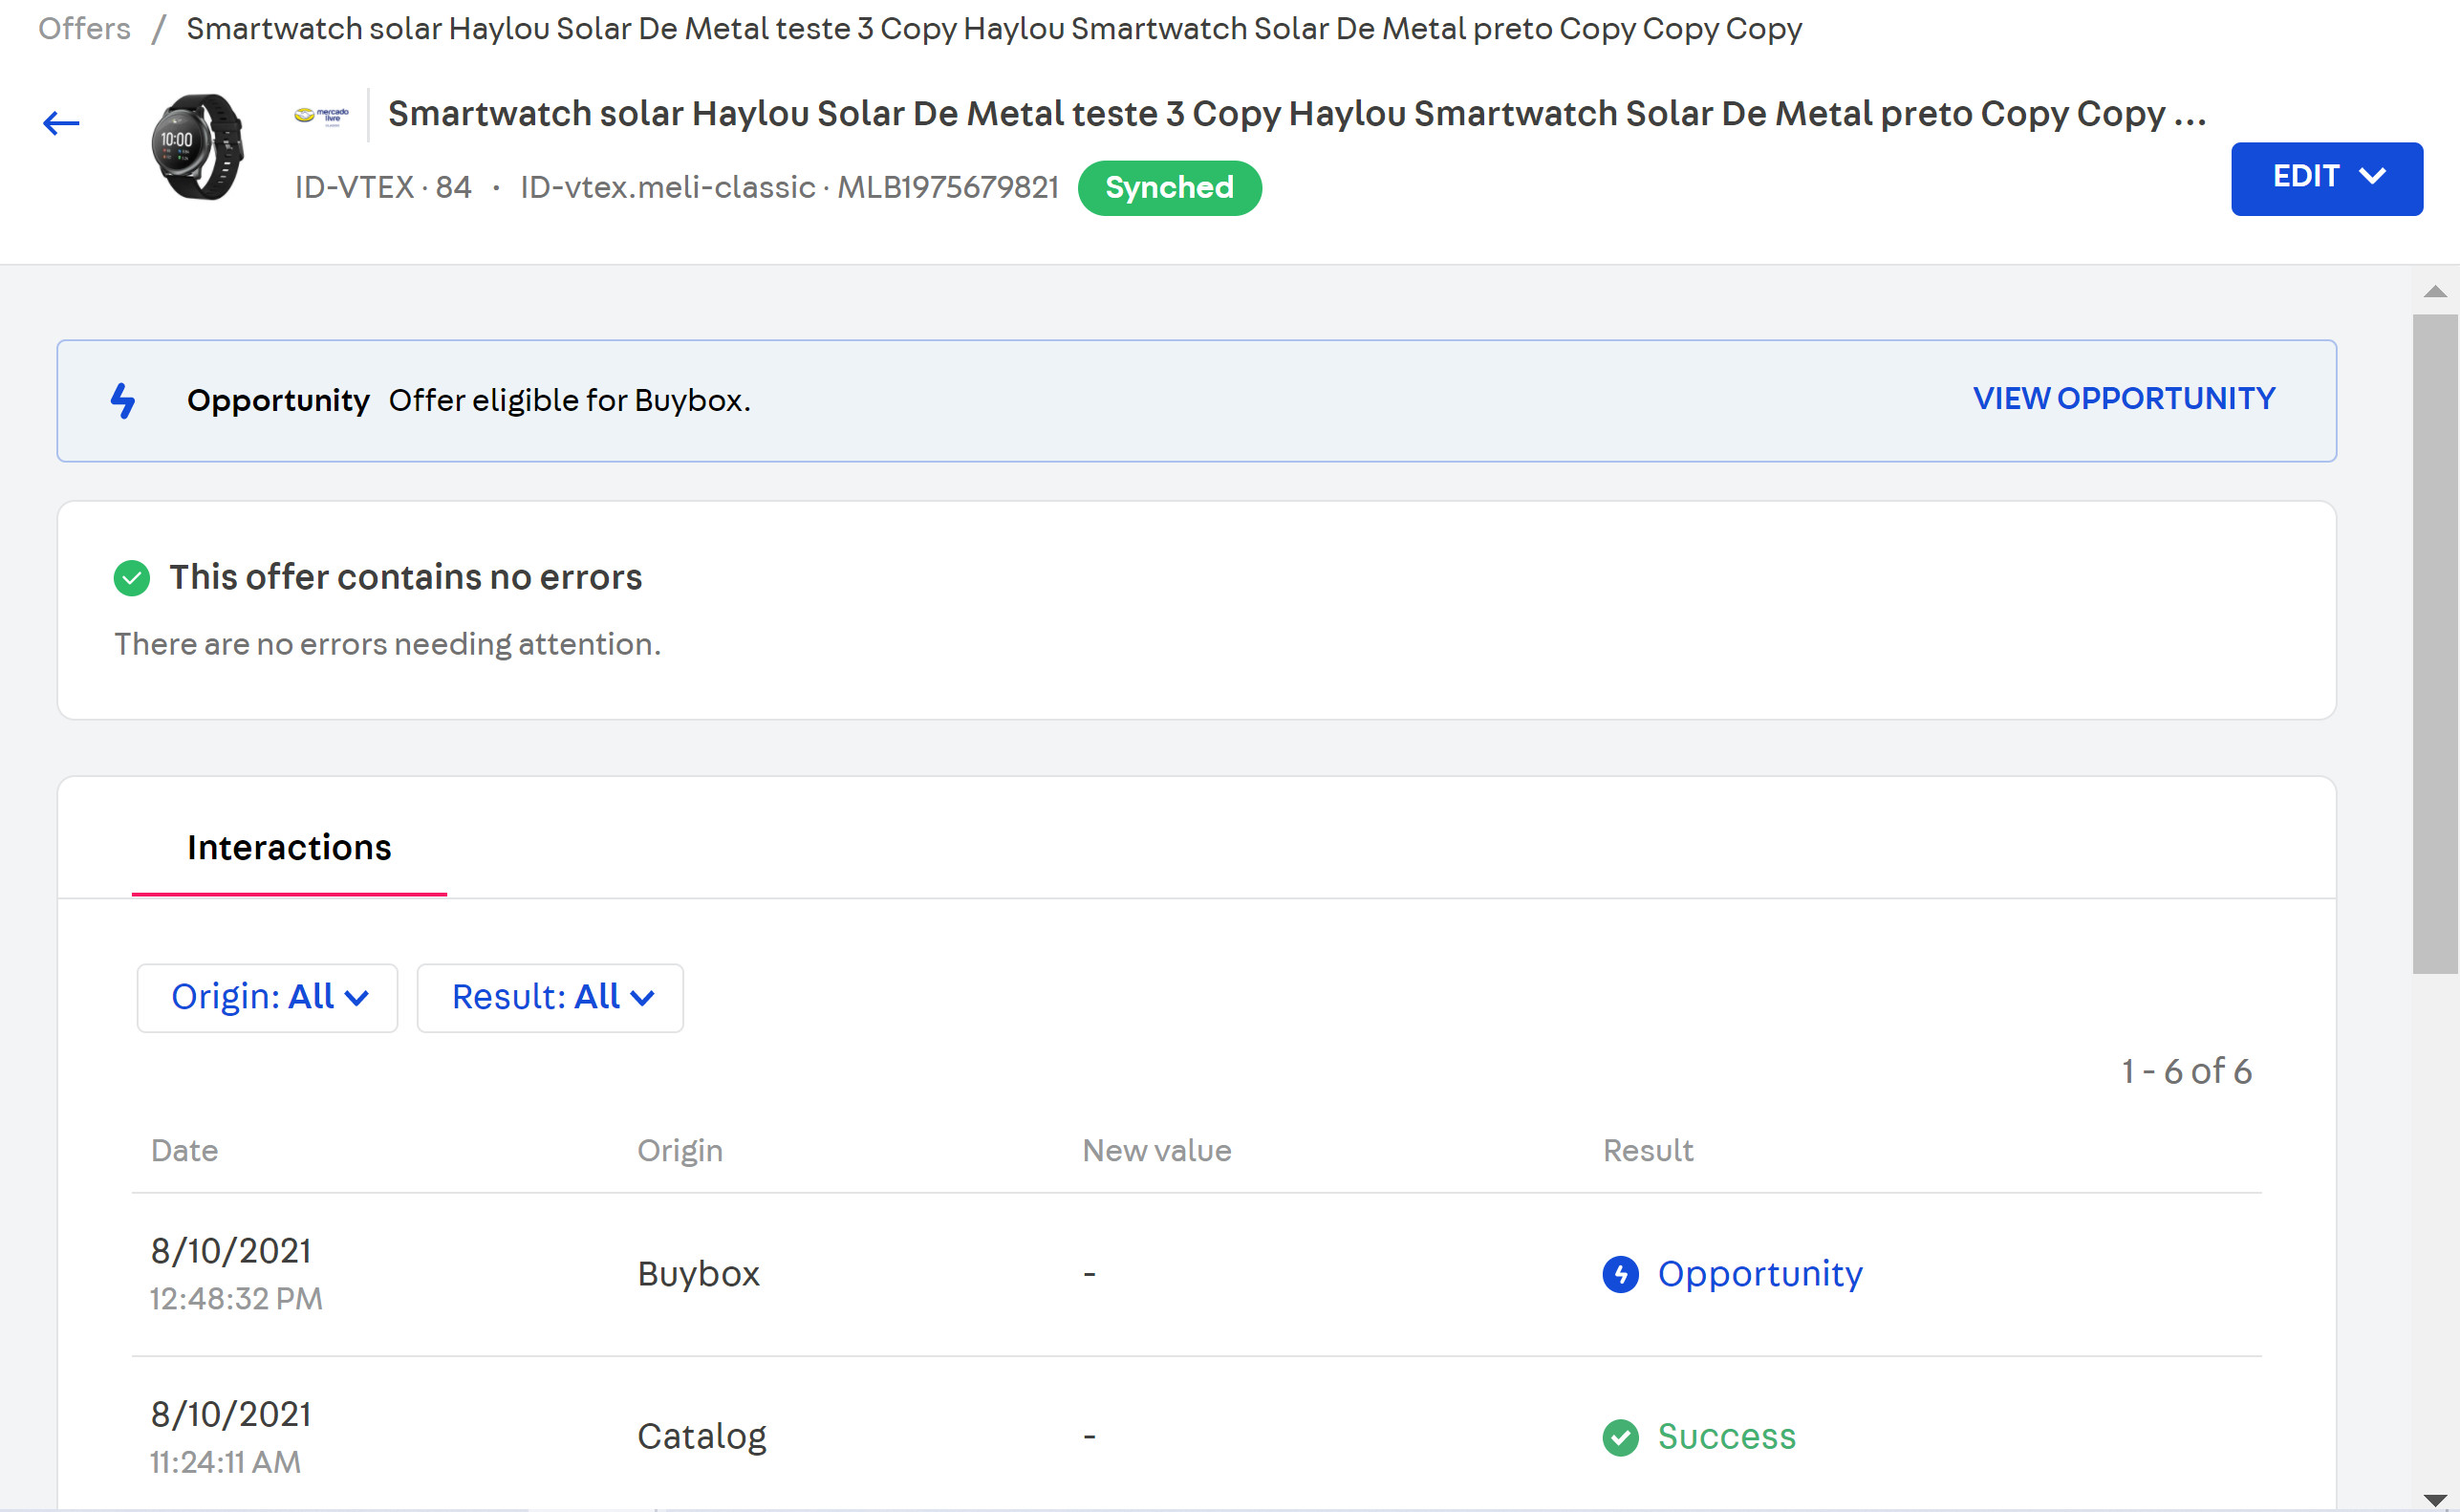 Offers / Smartwatch solar Haylou Solar De Metal teste 3 Copy Haylou Smartwatch Solar De Metal preto Copy Copy Copy
10:00
mercado
livre
Smartwatch solar Haylou Solar De Metal teste 3 Copy Haylou Smartwatch Solar De Metal preto Copy Copy ...
ID-VTEX · 84 · ID-vtex.meli-classic · MLB1975679821 Synched
EDIT
Opportunity Offer eligible for Buybox. VIEW OPPORTUNITY
This offer contains no errors
There are no errors needing attention.
Interactions
Origin: All Result: All
1 - 6 of 6
Date Origin New value Result
8/10/2021
12:48:32 PM
Buybox - Opportunity
8/10/2021
11:24:11 AM
Catalog - Success